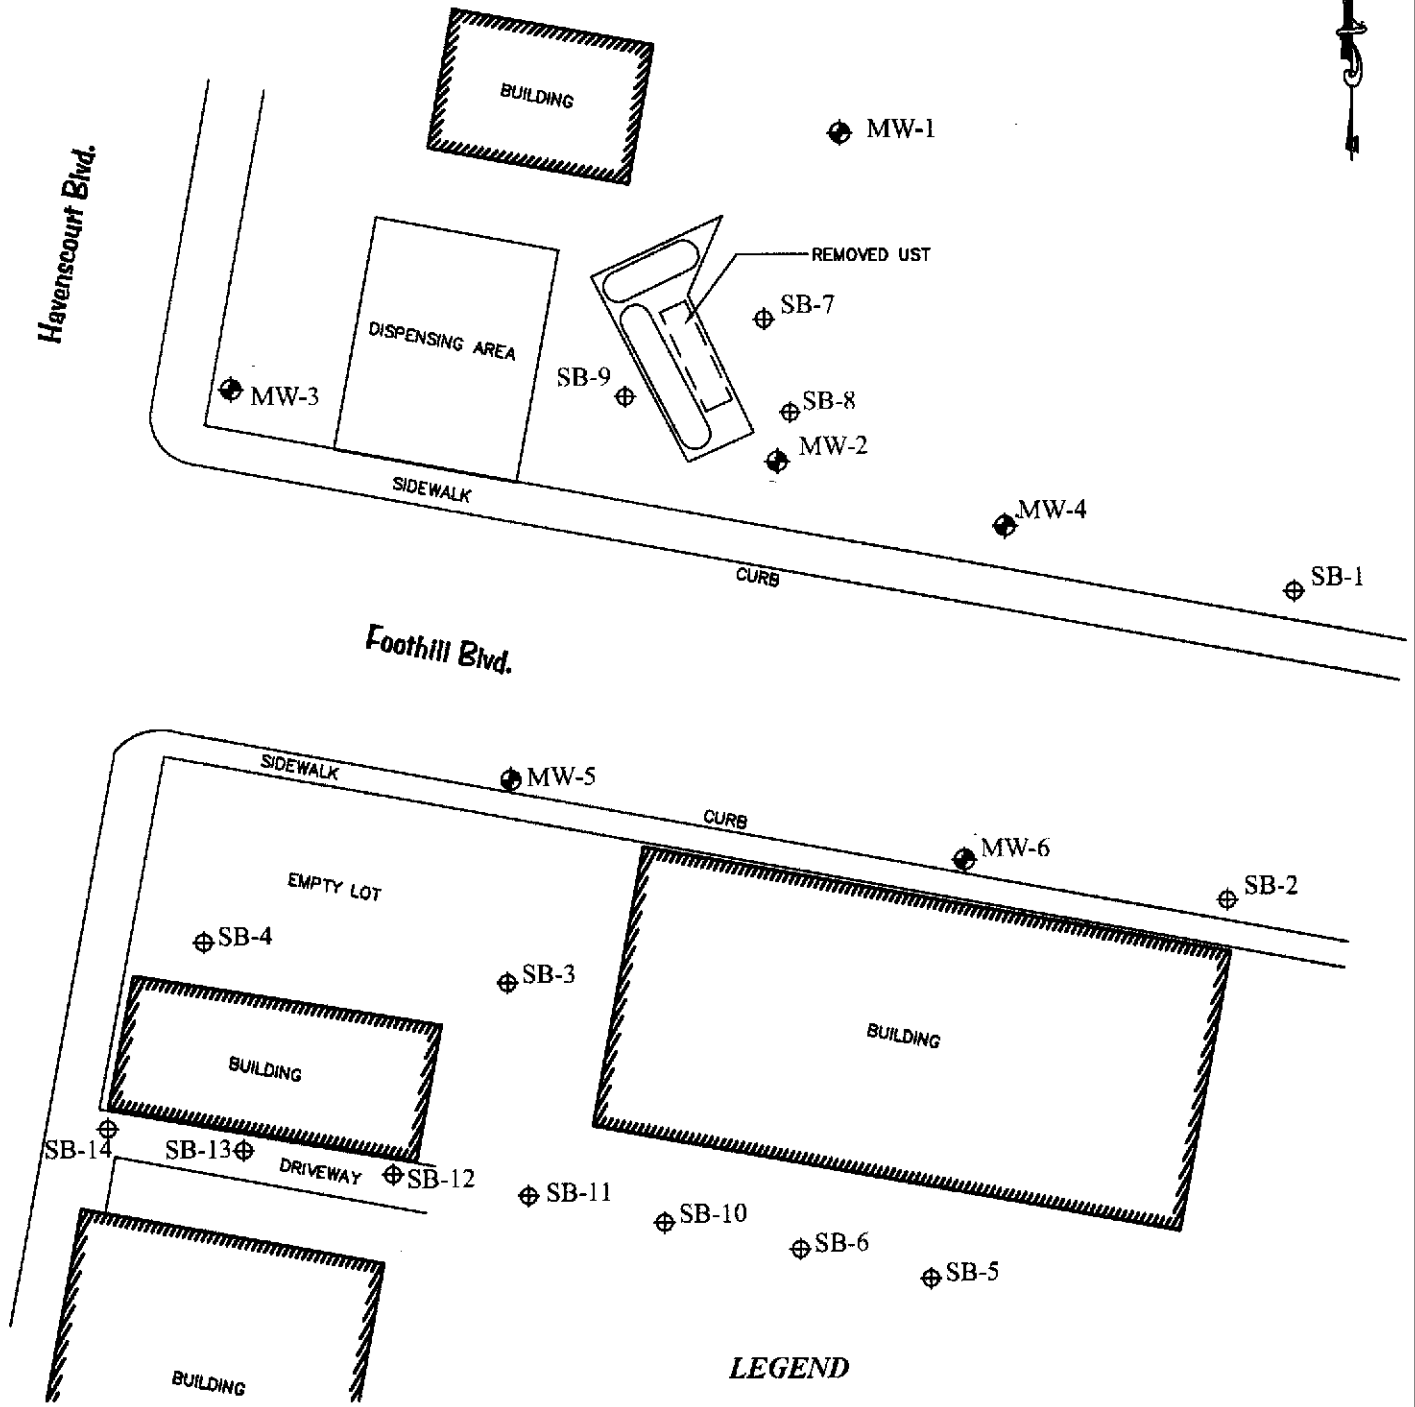 BUILDING
MW-1
Havenscourt Blvd.
REMOVED UST
SB-7
DISPENSING AREA
SB-9
MW-3
SB-8
MW-2
SIDEWALK
MW-4
CURB
SB-1
Foothill Blvd.
SIDEWALK
MW-5
CURB
MW-6
SB-2
EMPTY LOT
SB-4
SB-3
BUILDING
BUILDING
SB-14
SB-13
DRIVEWAY
SB-12
SB-11
SB-10
SB-6
SB-5
LEGEND
BUILDING